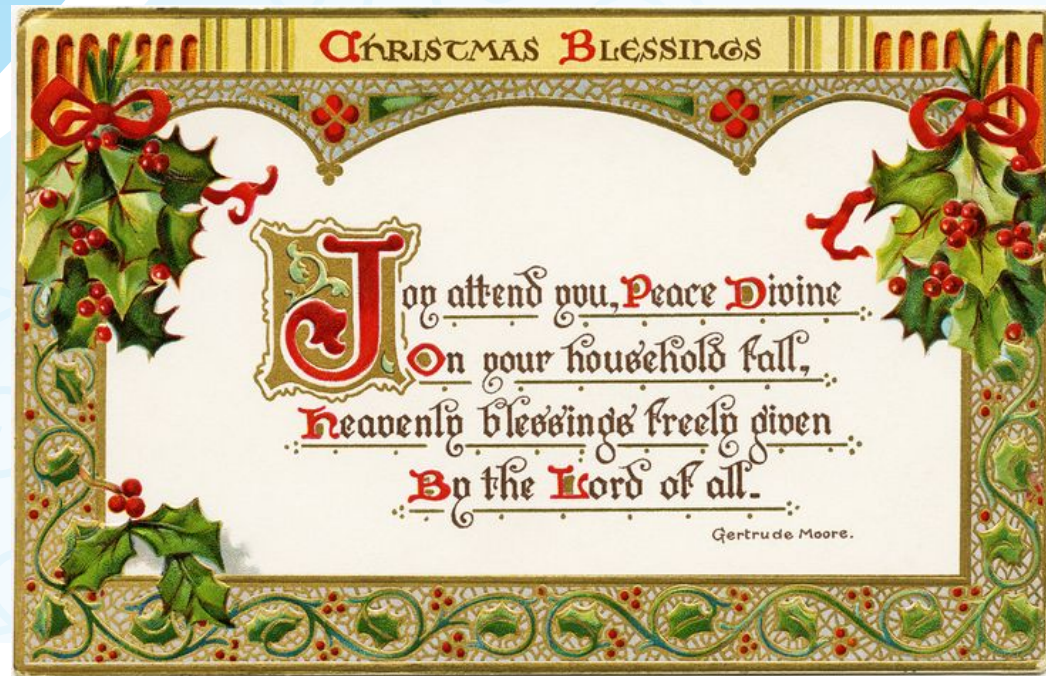 Christmas Blessings
Joy attend you, Peace Divine
On your household fall,
Heavenly blessings freely given
By the Lord of all.
Gertrude Moore.